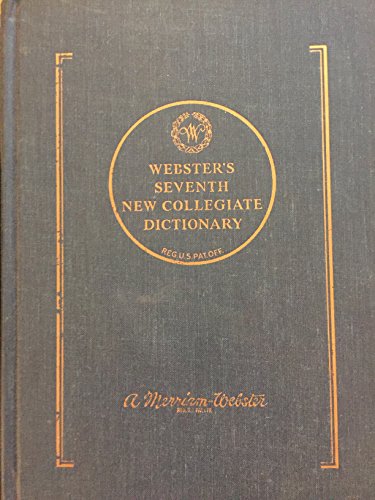 W
WEBSTER'S
SEVENTH
NEW COLLEGIATE
DICTIONARY
REG. U.S. PAT. OFF.
A Merriam-Webster